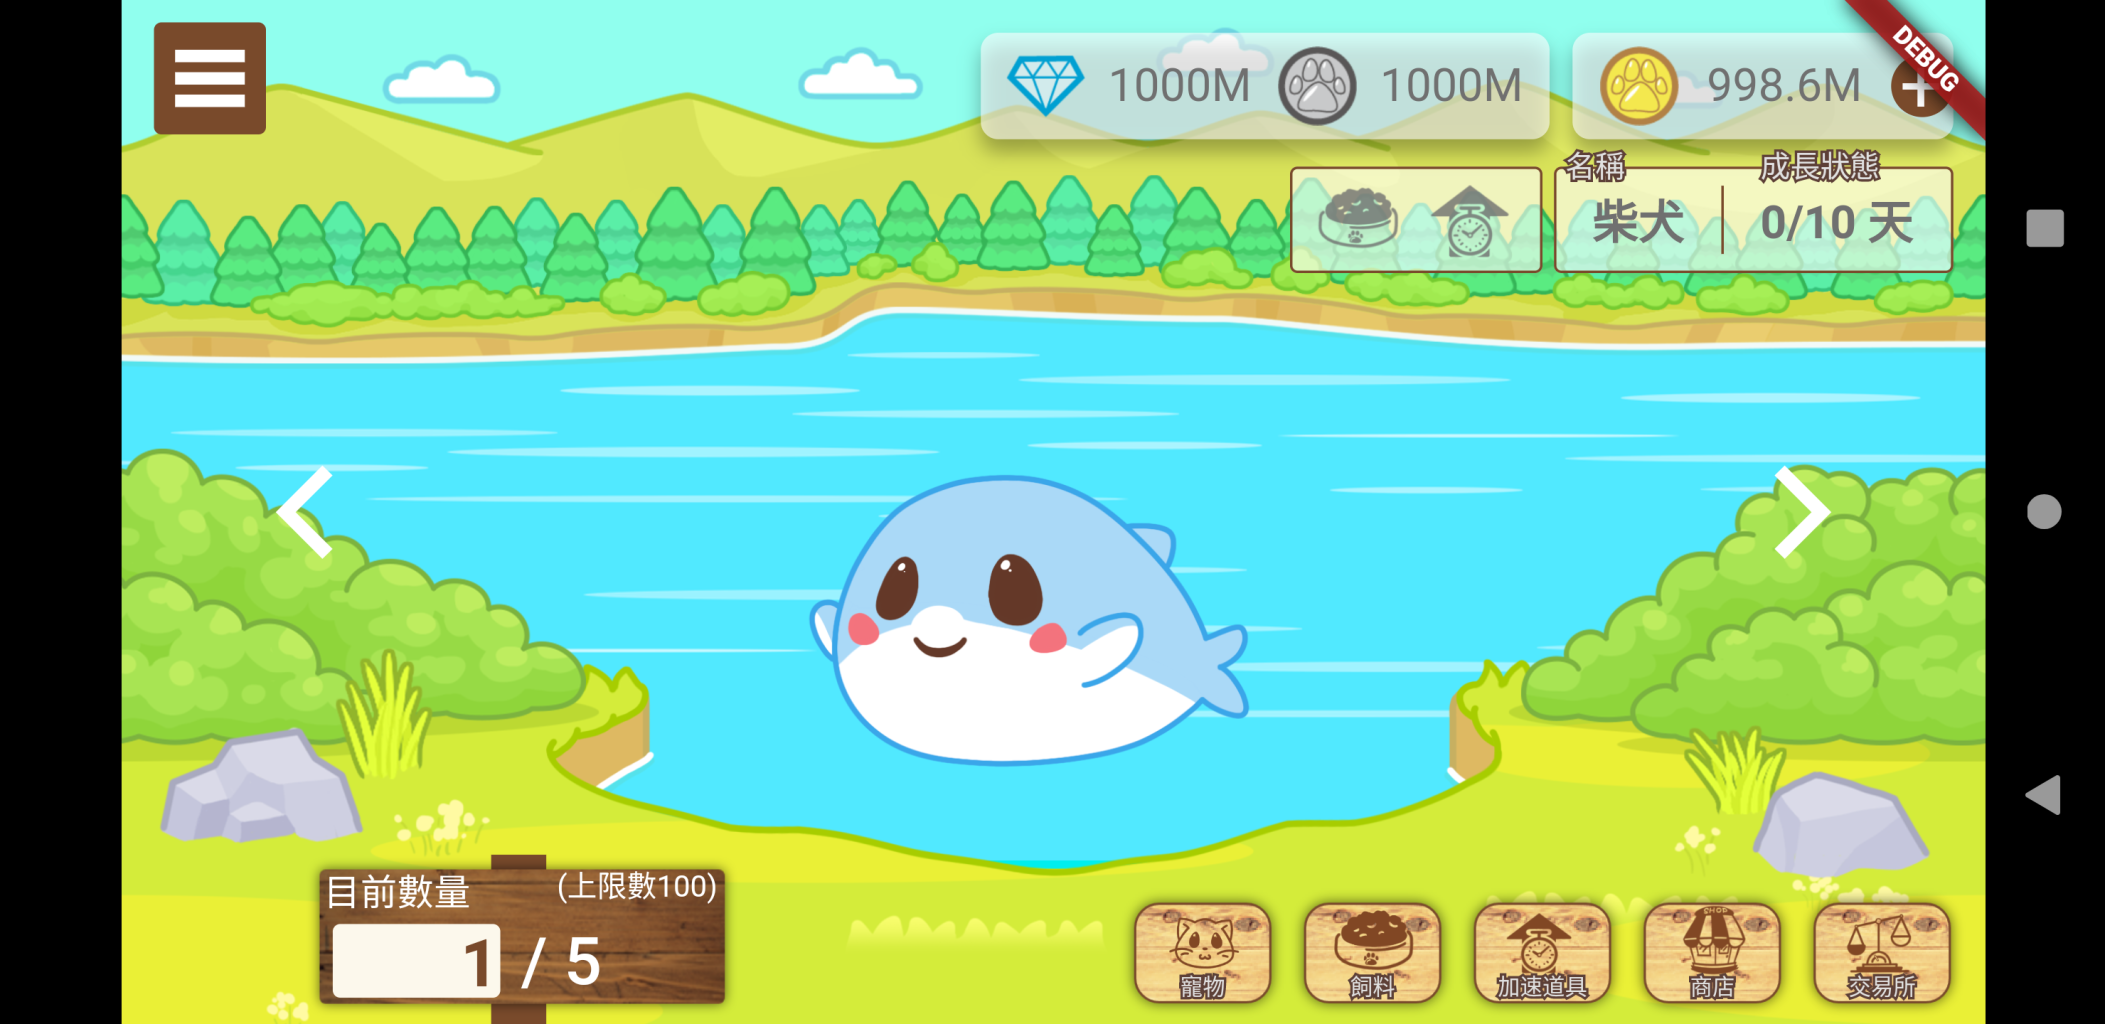 1000M 1000M 998.6M
DEBUG
名稱 成長狀態
柴犬 0/10 天
目前數量 (上限數100)
1 / 5
寵物 飼料 加速道具 商店 交易所
SHOP